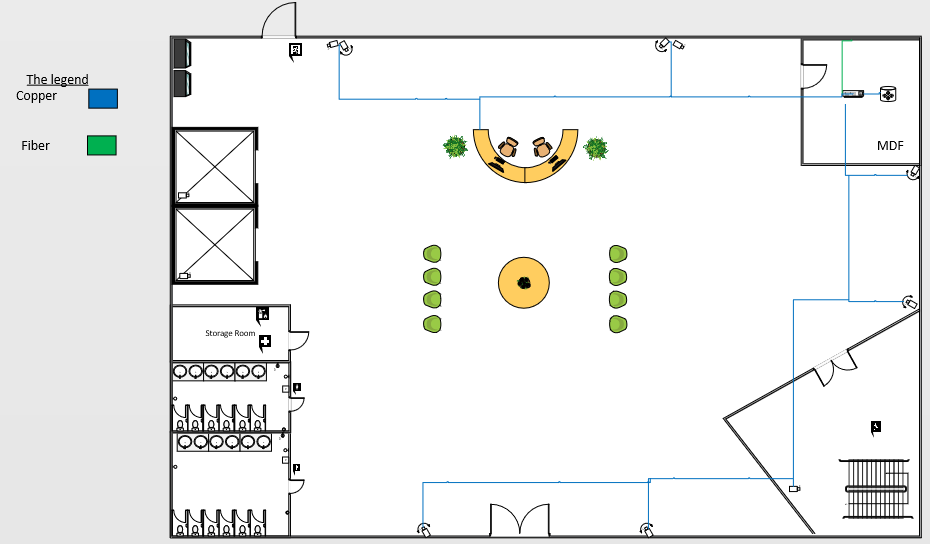 The legend
Copper
Fiber
MDF
Storage Room